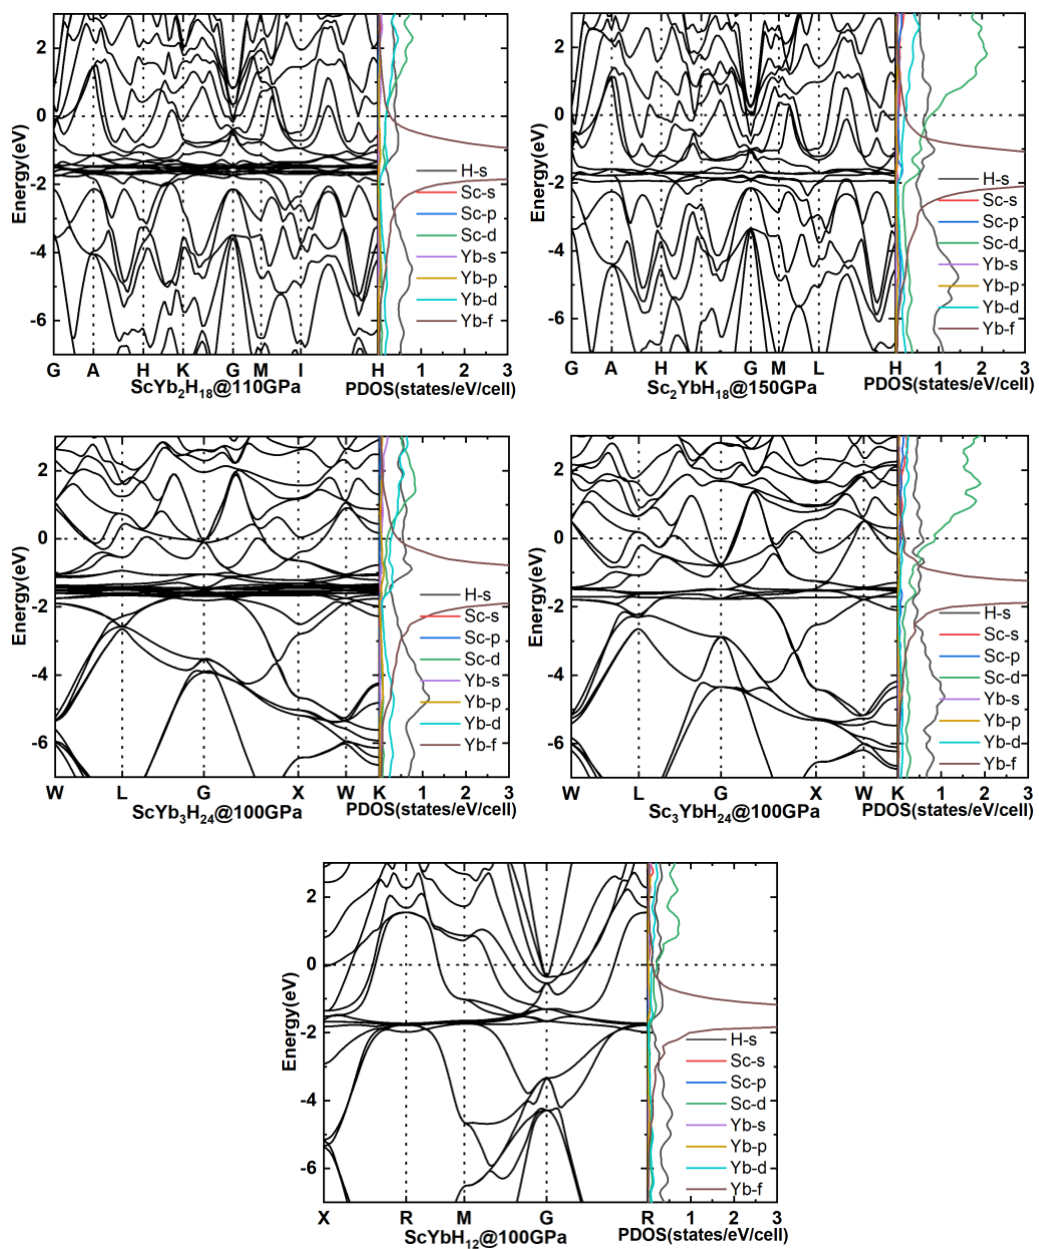 Energy(eV)
2
0
-2
-4
-6
G A H K G M I H
1 2 3
ScYb₂H₁₈@110GPa
PDOS(states/eV/cell)
H-s
Sc-s
Sc-p
Sc-d
Yb-s
Yb-p
Yb-d
Yb-f
Energy(eV)
2
0
-2
-4
-6
G A H K G M L H
1 2 3
Sc₂YbH₁₈@150GPa
PDOS(states/eV/cell)
H-s
Sc-s
Sc-p
Sc-d
Yb-s
Yb-p
Yb-d
Yb-f
Energy(eV)
2
0
-2
-4
-6
W L G X W K
1 2 3
ScYb₃H₂₄@100GPa
PDOS(states/eV/cell)
H-s
Sc-s
Sc-p
Sc-d
Yb-s
Yb-p
Yb-d
Yb-f
Energy(eV)
2
0
-2
-4
-6
W L G X W K
1 2 3
Sc₃YbH₂₄@100GPa
PDOS(states/eV/cell)
H-s
Sc-s
Sc-p
Sc-d
Yb-s
Yb-p
Yb-d
Yb-f
Energy(eV)
2
0
-2
-4
-6
X R M G R
1 2 3
ScYbH₁₂@100GPa
PDOS(states/eV/cell)
H-s
Sc-s
Sc-p
Sc-d
Yb-s
Yb-p
Yb-d
Yb-f